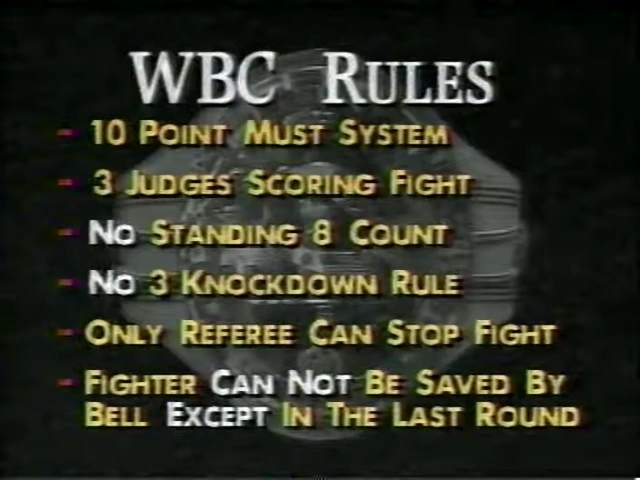 WBC RULES
- 10 POINT MUST SYSTEM
- 3 JUDGES SCORING FIGHT
- NO STANDING 8 COUNT
- NO 3 KNOCKDOWN RULE
- ONLY REFEREE CAN STOP FIGHT
- FIGHTER CAN NOT BE SAVED BY
BELL EXCEPT IN THE LAST ROUND